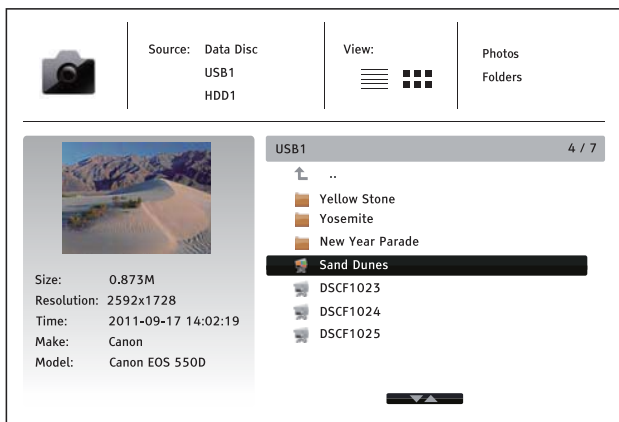 Source: Data Disc
USB1
HDD1
View:
Photos
Folders
Size: 0.873M
Resolution: 2592x1728
Time: 2011-09-17 14:02:19
Make: Canon
Model: Canon EOS 550D
USB1 4 / 7
..
Yellow Stone
Yosemite
New Year Parade
Sand Dunes
DSCF1023
DSCF1024
DSCF1025